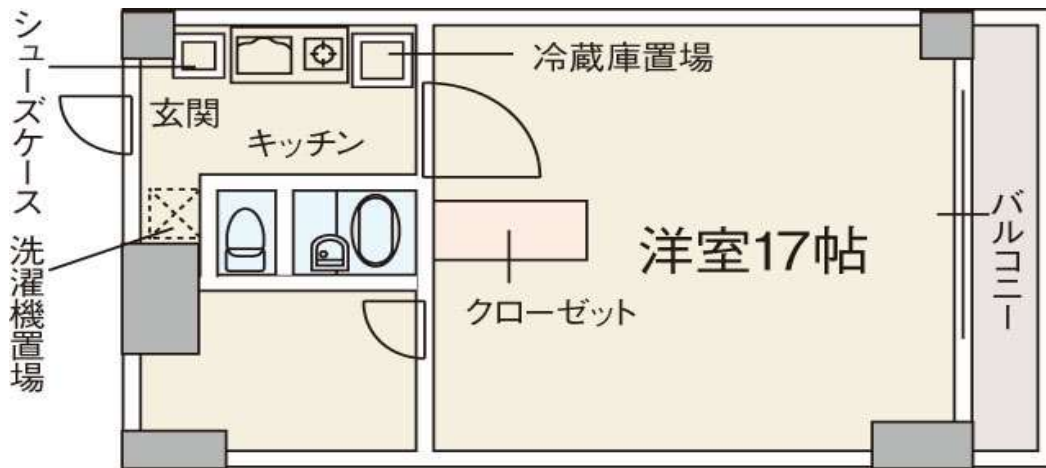 シューズケース
冷蔵庫置場
玄関
キッチン
洗濯機置場
洋室17帖
クローゼット
バルコニー